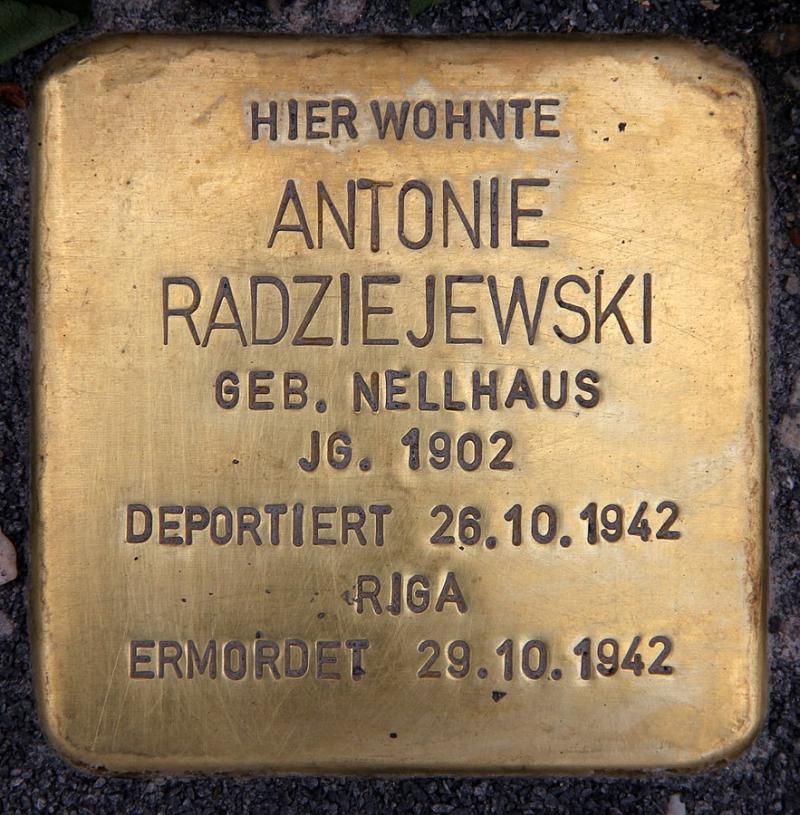 HIER WOHNTE
ANTONIE
RADZIEJEWSKI
GEB. NELLHAUS
JG. 1902
DEPORTIERT 26.10.1942
RIGA
ERMORDET 29.10.1942